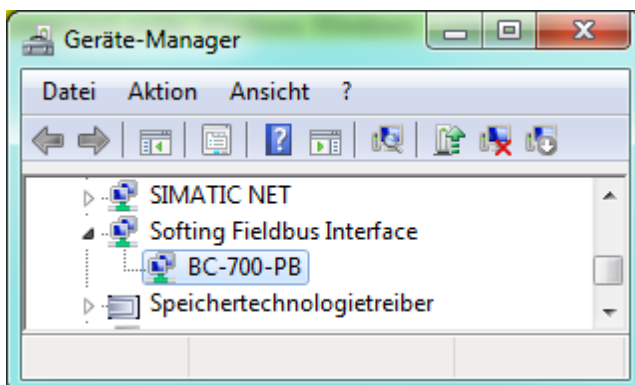 Geräte-Manager
Datei Aktion Ansicht ?
SIMATIC NET
Softing Fieldbus Interface
BC-700-PB
Speichertechnologietreiber